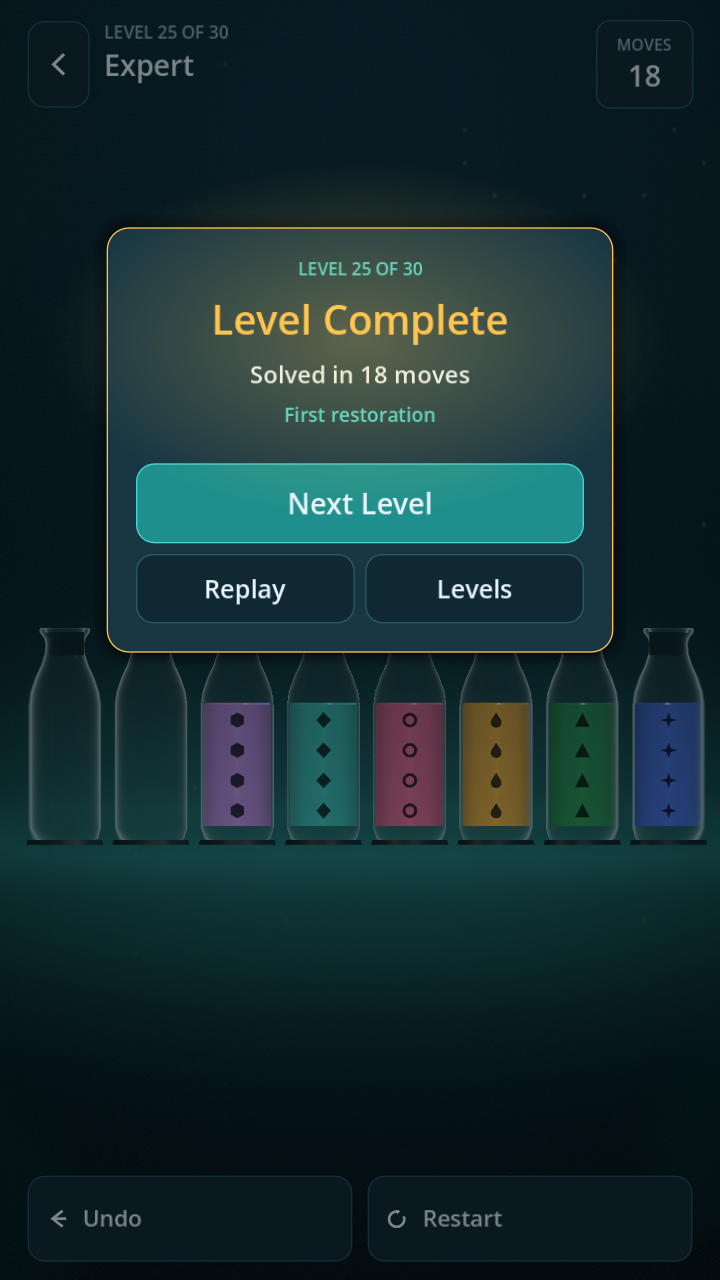 LEVEL 25 OF 30
Expert
MOVES
18
LEVEL 25 OF 30
Level Complete
Solved in 18 moves
First restoration
Next Level
Replay
Levels
Undo
Restart